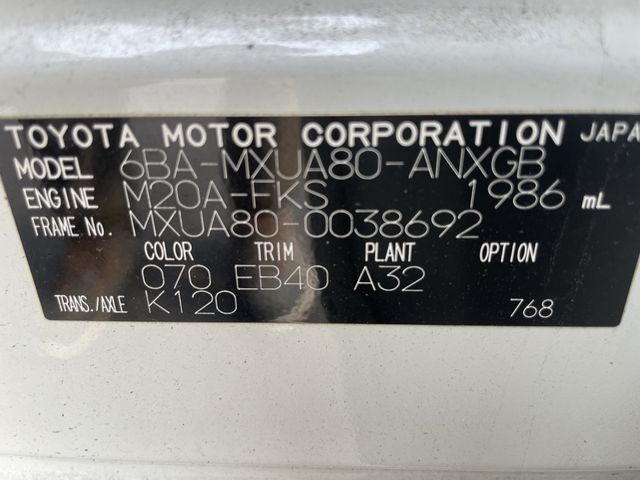 TOYOTA MOTOR CORPORATION JAPA
MODEL 6BA-MXUA80-ANXGB
ENGINE M20A-FKS 1986 mL
FRAME No. MXUA80-0038692
COLOR TRIM PLANT OPTION
070 EB40 A32
TRANS./AXLE K120 768